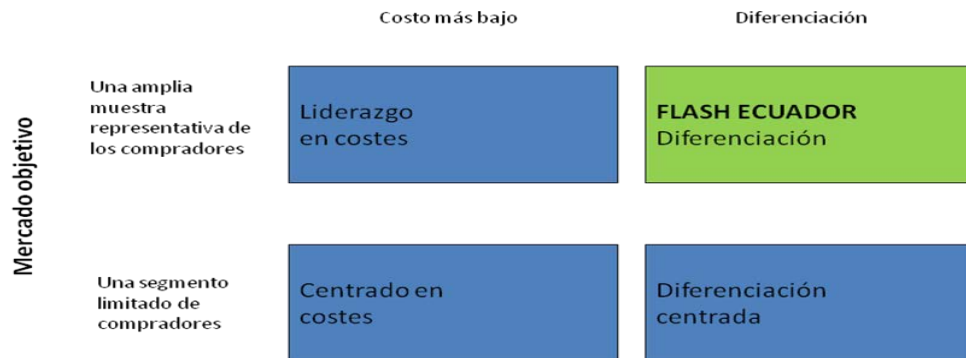 Costo más bajo
Diferenciación
Mercado objetivo
Una amplia
muestra
representativa de
los compradores
Liderazgo
en costes
FLASH ECUADOR
Diferenciación
Una segmento
limitado de
compradores
Centrado en
costes
Diferenciación
centrada